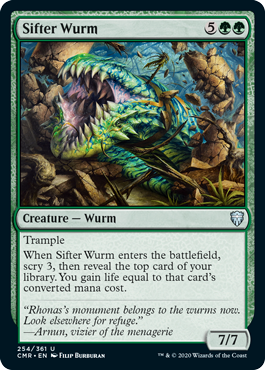 Sifter Wurm 5
Creature — Wurm
Trample
When Sifter Wurm enters the battlefield,
scry 3, then reveal the top card of your
library. You gain life equal to that card's
converted mana cost.
"Rhonas's monument belongs to the wurms now.
Look elsewhere for refuge."
—Armun, vizier of the menagerie
7/7
254/361 U
CMR • EN Filip Burburan
™ & © 2020 Wizards of the Coast